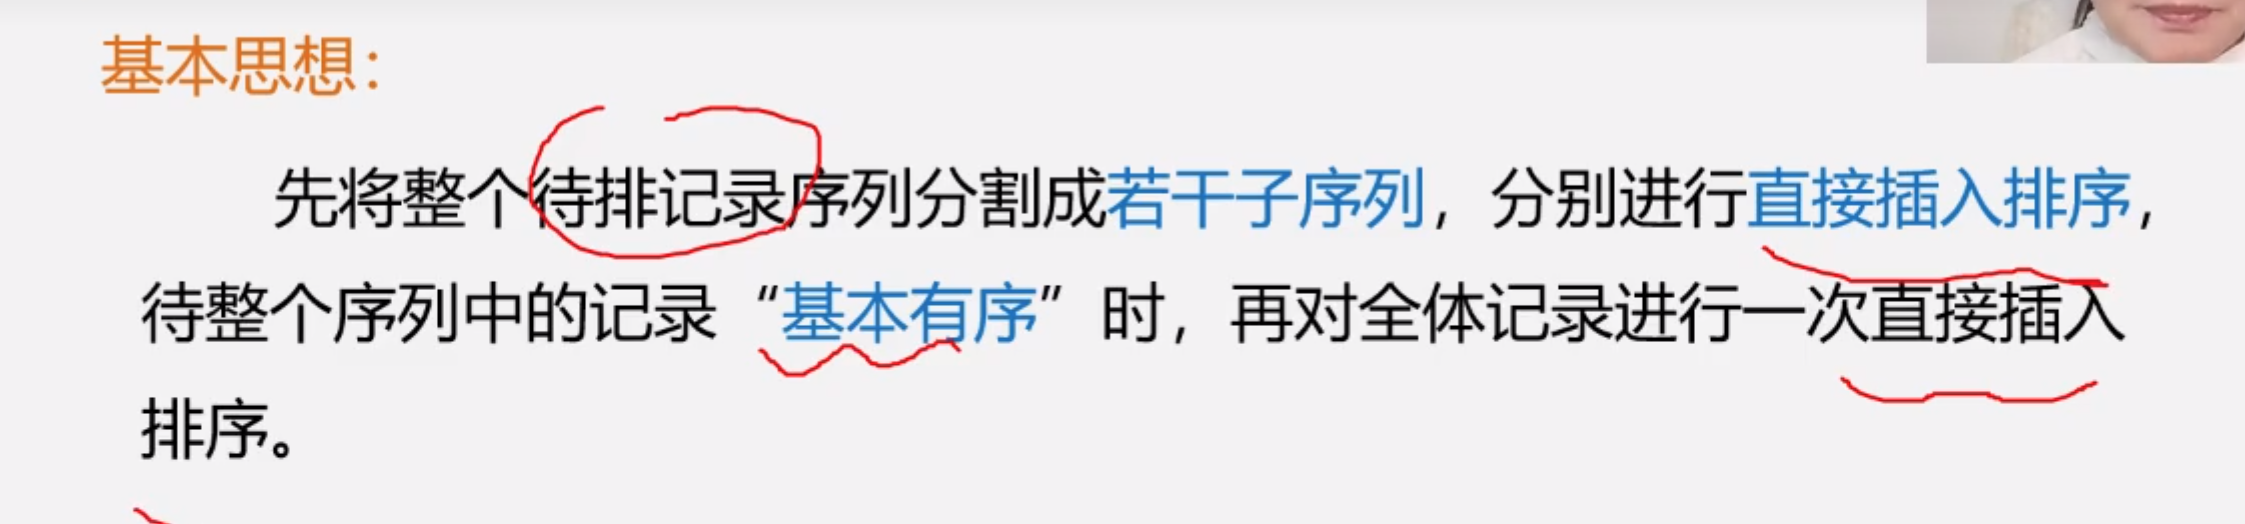 基本思想：
先将整个待排记录序列分割成若干子序列，分别进行直接插入排序，
待整个序列中的记录“基本有序”时，再对全体记录进行一次直接插入
排序。